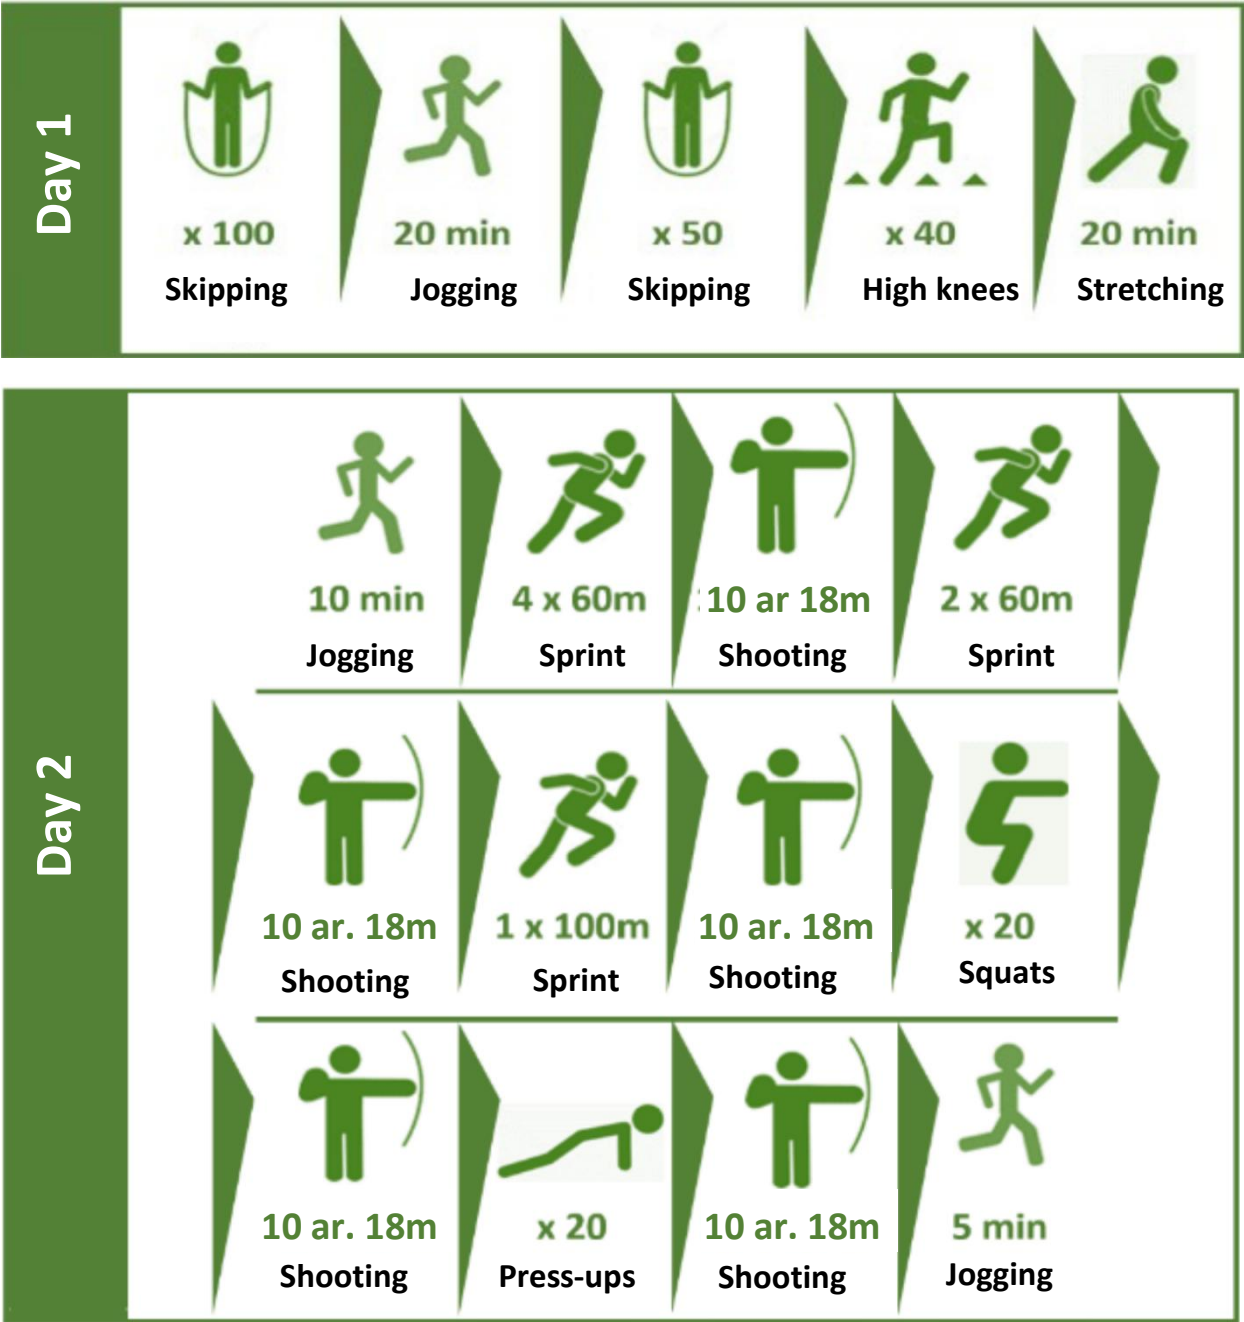 Day 1
x 100
Skipping
20 min
Jogging
x 50
Skipping
x 40
High knees
20 min
Stretching
Day 2
10 min
Jogging
4 x 60m
Sprint
10 ar 18m
Shooting
2 x 60m
Sprint
10 ar. 18m
Shooting
1 x 100m
Sprint
10 ar. 18m
Shooting
x 20
Squats
10 ar. 18m
Shooting
x 20
Press-ups
10 ar. 18m
Shooting
5 min
Jogging